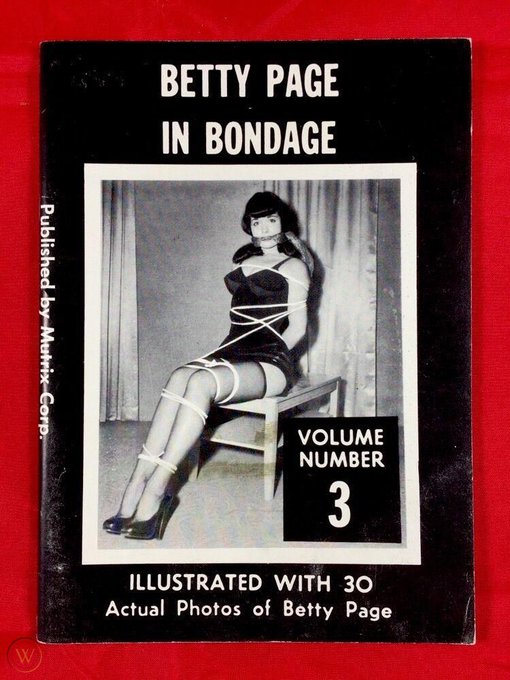 BETTY PAGE
IN BONDAGE
Published by Mutrix Corp.
VOLUME
NUMBER
3
ILLUSTRATED WITH 30
Actual Photos of Betty Page
W